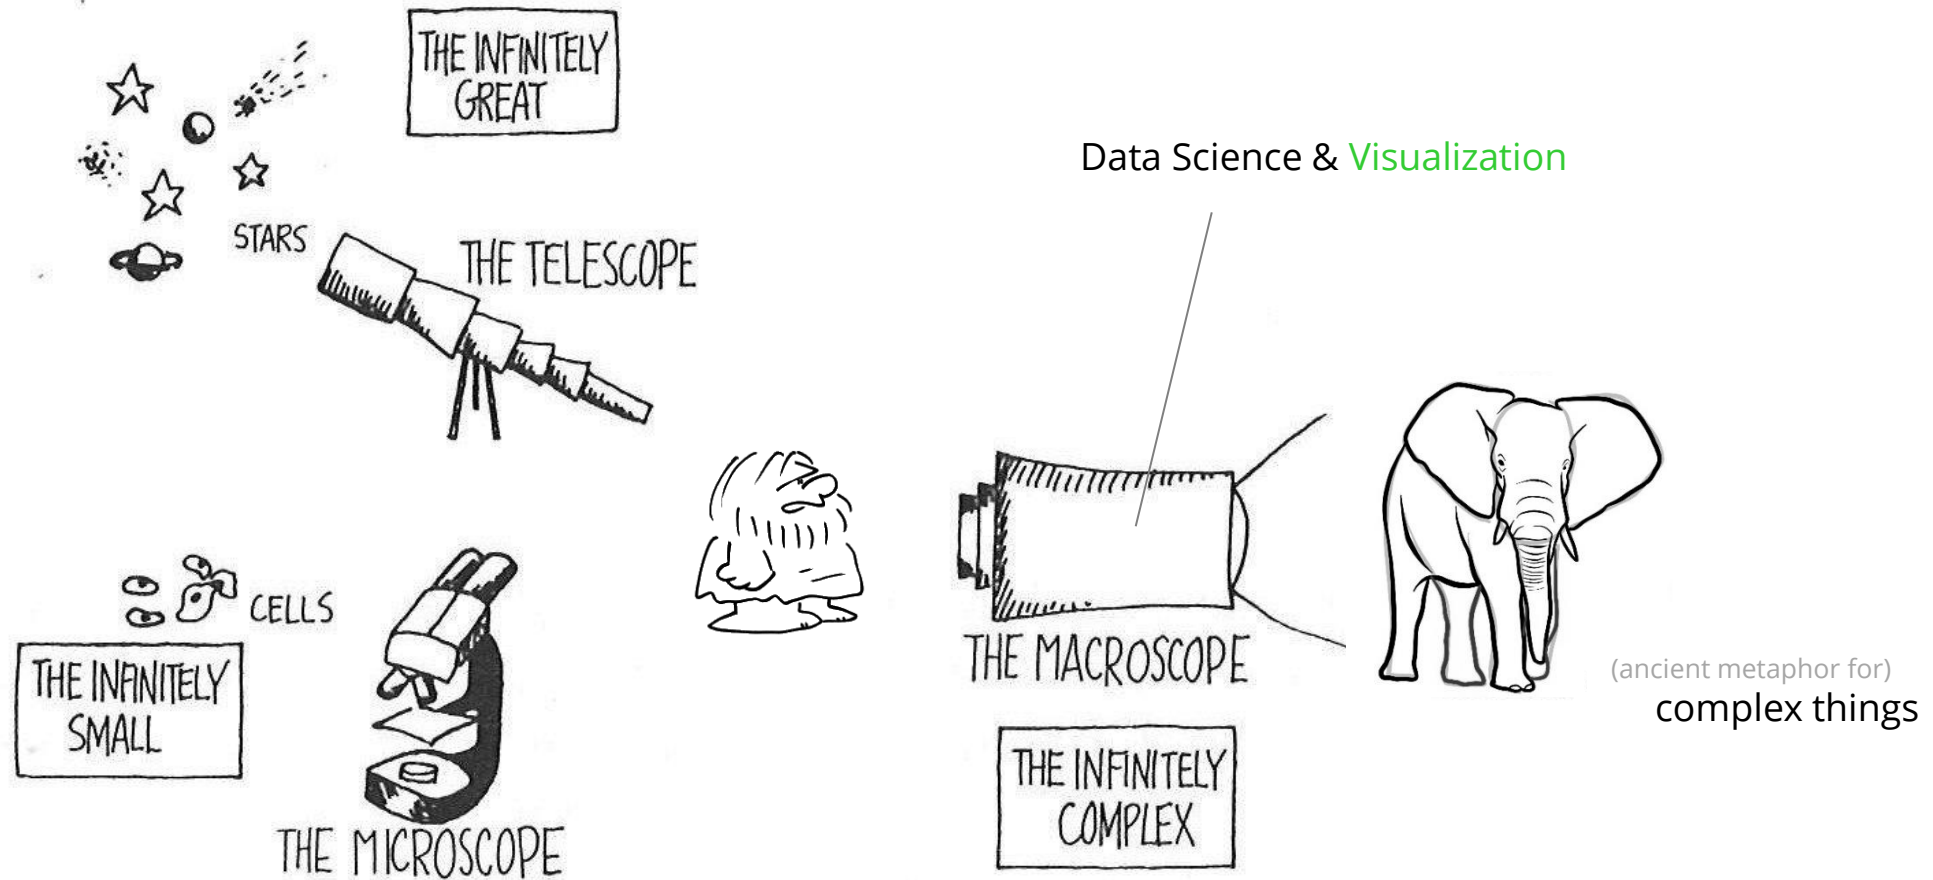 THE INFINITELY
GREAT
STARS
THE TELESCOPE
CELLS
THE INFINITELY
SMALL
THE MICROSCOPE
Data Science & Visualization
THE MACROSCOPE
THE INFINITELY
COMPLEX
(ancient metaphor for)
complex things